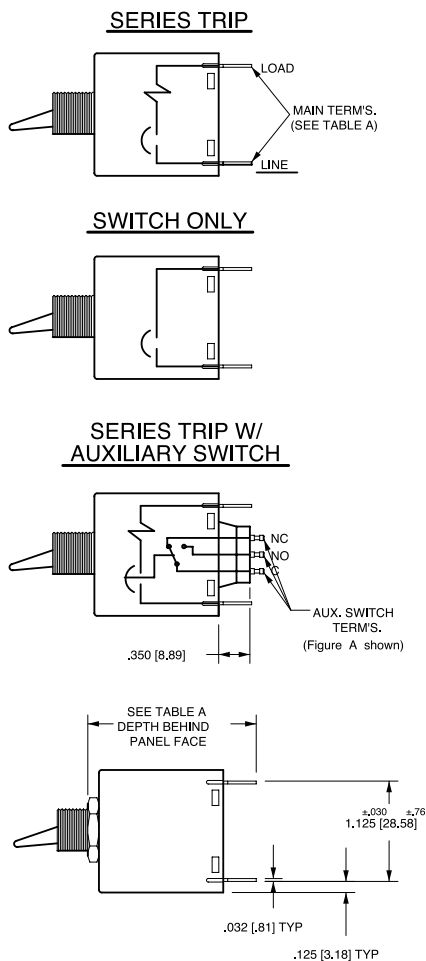 SERIES TRIP
LOAD
MAIN TERM'S.
(SEE TABLE A)
LINE
SWITCH ONLY
SERIES TRIP W/
AUXILIARY SWITCH
NC
NO
C
AUX. SWITCH
TERM'S.
(Figure A shown)
.350 [8.89]
SEE TABLE A
DEPTH BEHIND
PANEL FACE
±.030 ±.76
1.125 [28.58]
.032 [.81] TYP
.125 [3.18] TYP